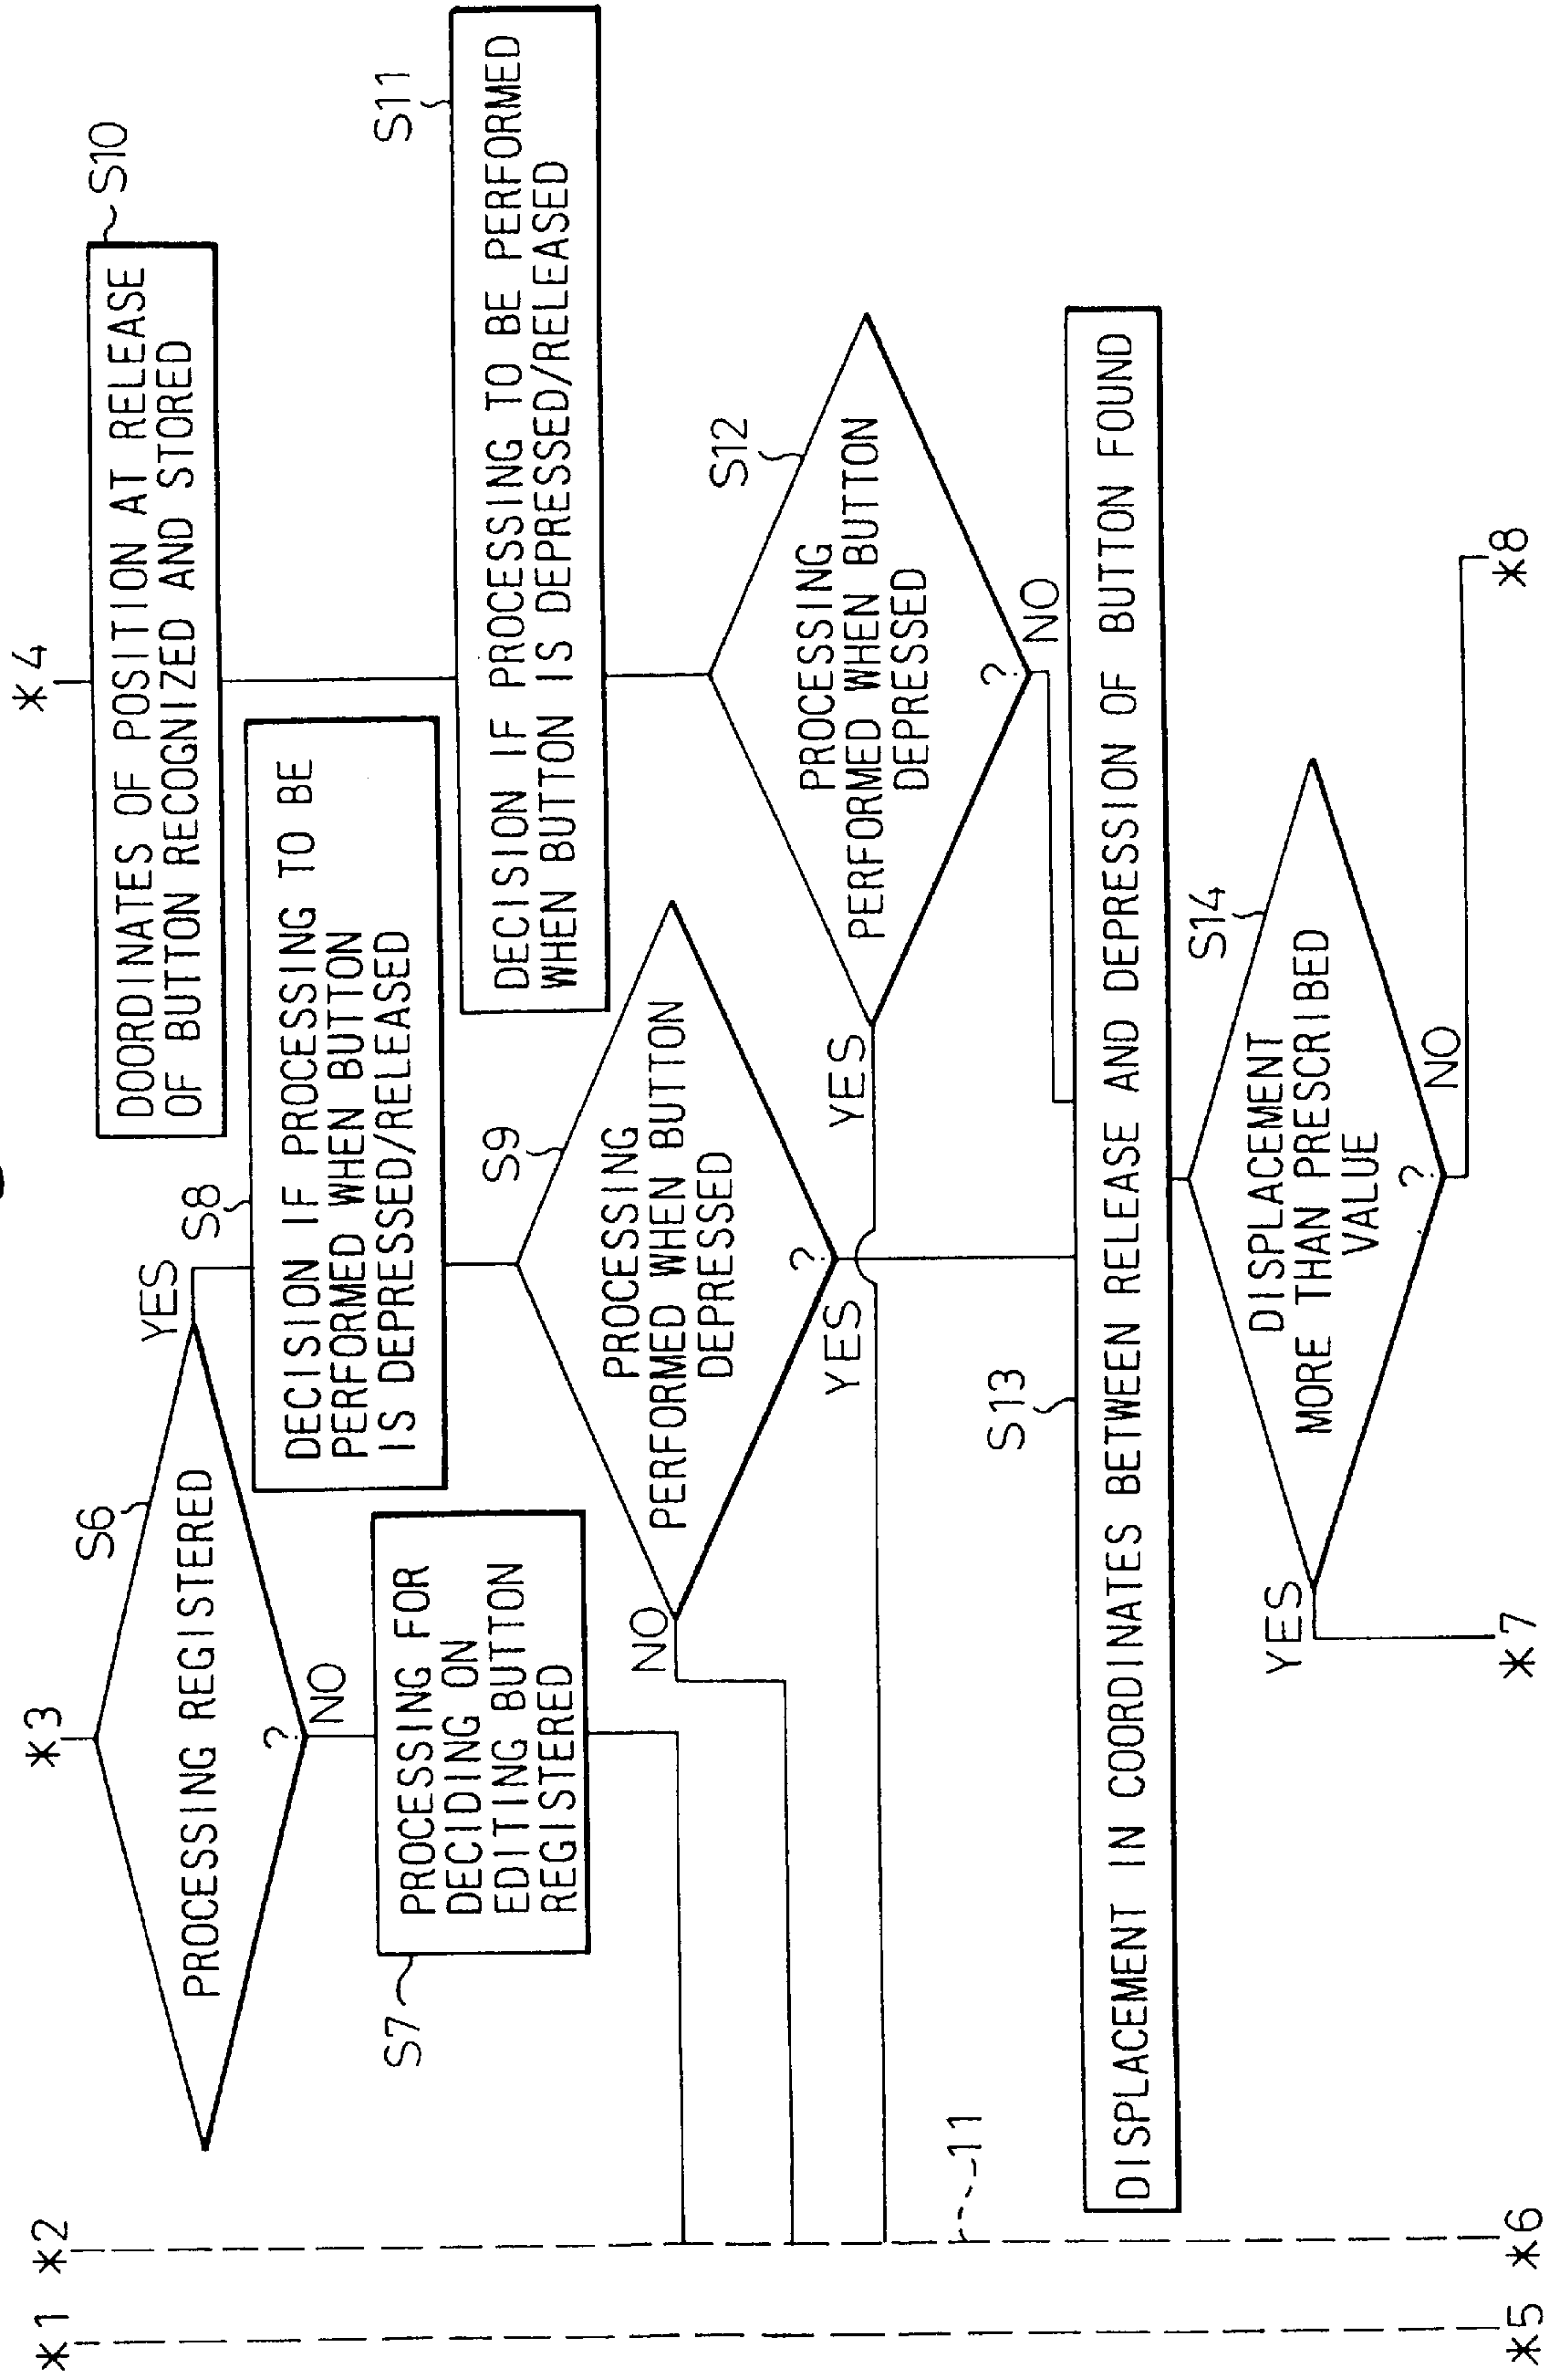 *1
*2
*3
*4
S6
PROCESSING REGISTERED
?
YES
NO
S7
PROCESSING FOR
DECIDING ON
EDITING BUTTON
REGISTERED
S8
DECISION IF PROCESSING TO BE
PERFORMED WHEN BUTTON
IS DEPRESSED/RELEASED
S9
PROCESSING
PERFORMED WHEN BUTTON
DEPRESSED
?
NO
YES
S10
DOORDINATES OF POSITION AT RELEASE
OF BUTTON RECOGNIZED AND STORED
S11
DECISION IF PROCESSING TO BE PERFORMED
WHEN BUTTON IS DEPRESSED/RELEASED
S12
PROCESSING
PERFORMED WHEN BUTTON
DEPRESSED
?
YES
NO
11
S13
DISPLACEMENT IN COORDINATES BETWEEN RELEASE AND DEPRESSION OF BUTTON FOUND
S14
DISPLACEMENT
MORE THAN PRESCRIBED
VALUE
?
YES
NO
*5
*6
*7
*8